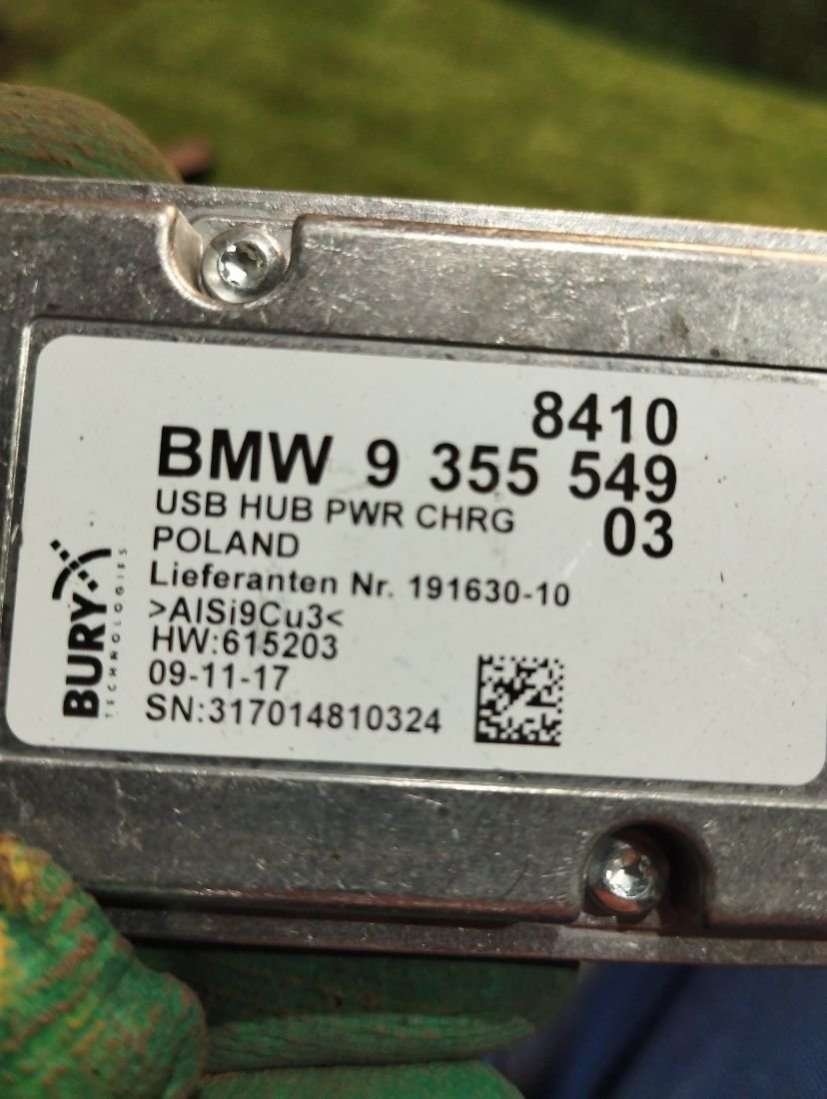 8410
BMW 9 355 549
USB HUB PWR CHRG 03
POLAND
Lieferanten Nr. 191630-10
>AlSi9Cu3<
HW:615203
09-11-17
SN:317014810324
BURY
TECHNOLOGIES